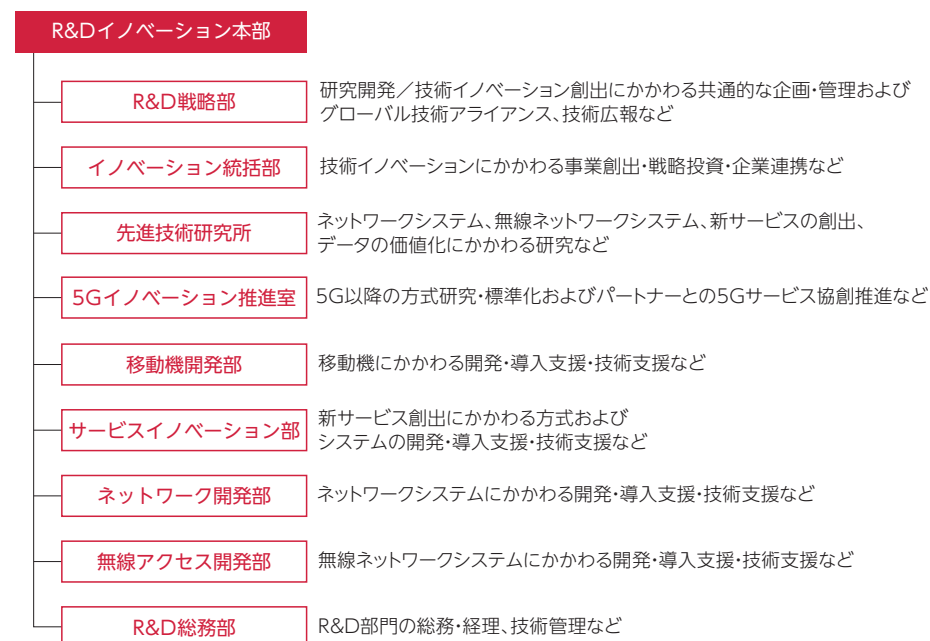 R&Dイノベーション本部
R&D戦略部
研究開発／技術イノベーション創出にかかわる共通的な企画・管理および
グローバル技術アライアンス、技術広報など
イノベーション統括部
技術イノベーションにかかわる事業創出・戦略投資・企業連携など
先進技術研究所
ネットワークシステム、無線ネットワークシステム、新サービスの創出、
データの価値化にかかわる研究など
5Gイノベーション推進室
5G以降の方式研究・標準化およびパートナーとの5Gサービス協創推進など
移動機開発部
移動機にかかわる開発・導入支援・技術支援など
サービスイノベーション部
新サービス創出にかかわる方式および
システムの開発・導入支援・技術支援など
ネットワーク開発部
ネットワークシステムにかかわる開発・導入支援・技術支援など
無線アクセス開発部
無線ネットワークシステムにかかわる開発・導入支援・技術支援など
R&D総務部
R&D部門の総務・経理、技術管理など